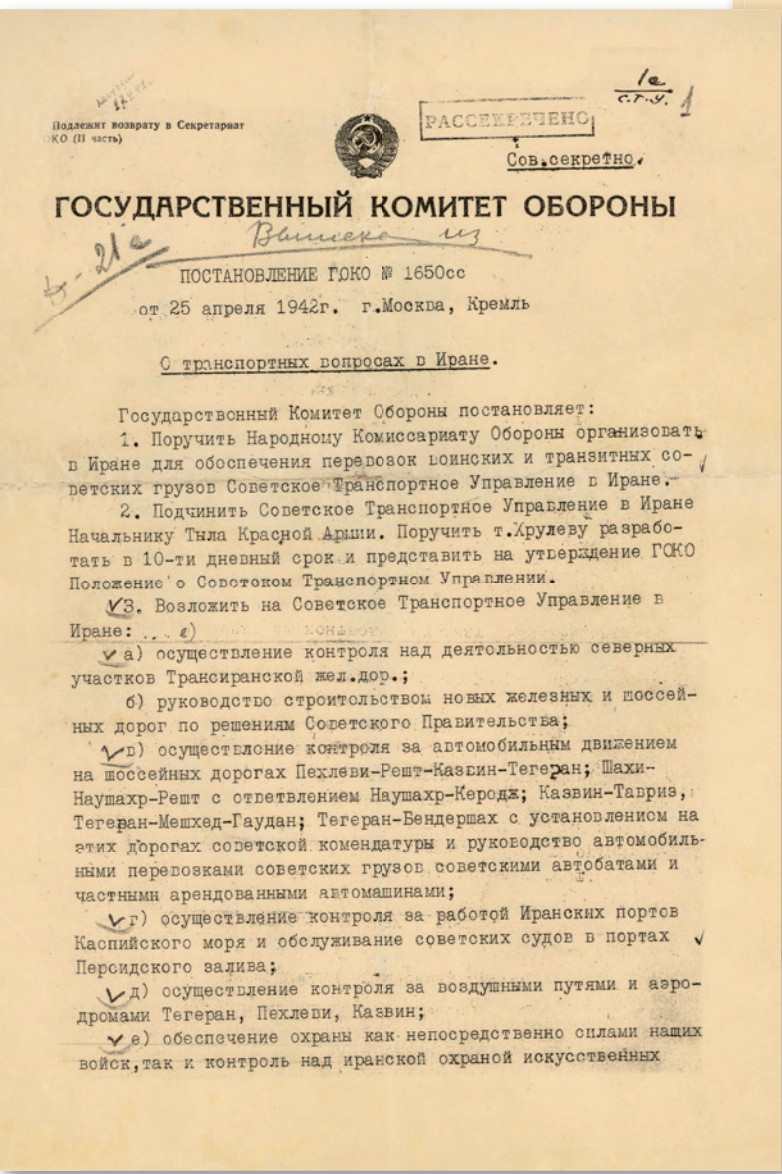 1а
с.т.у.
1
Подлежит возврату в Секретариат
ОКО (II часть)
РАССЕКРЕЧЕНО
Сов.секретно.
ГОСУДАРСТВЕННЫЙ КОМИТЕТ ОБОРОНЫ
Выписка из
ПОСТАНОВЛЕНИЕ ГОКО № 1650сс
от 25 апреля 1942г. г.Москва, Кремль
О транспортных вопросах в Иране.
Государственный Комитет Обороны постановляет:
1. Поручить Народному Комиссариату Обороны организовать
в Иране для обоспечения перевозок воинских и транзитных со-
ветских грузов Советское Транспортное Управление в Иране.
2. Подчинить Советское Транспортное Управление в Иране
Начальнику Тыла Красной Армии. Поручить т.Хрулеву разрабо-
тать в 10-ти дневный срок и представить на утверждение ГОКО
Положение о Советском Транспортном Управлении.
3. Возложить на Советское Транспортное Управление в
Иране:
а) осуществление контроля над деятельностью северных
участков Трансиранской жел.дор.;
б) руководство строительством новых железных и шоссей-
ных дорог по решениям Советского Правительства;
в) осуществление контроля за автомобильным движением
на шоссейных дорогах Пехлеви-Решт-Казвин-Тегеран; Шахи-
Наушахр-Решт с ответвлением Наушахр-Керодж; Казвин-Тавриз,
Тегеран-Мешхед-Гаудан; Тегеран-Бендершах с установлением на
этих дорогах советской комендатуры и руководство автомобиль-
ными перевозками советских грузов советскими автобатами и
частными арендованными автомашинами;
г) осуществление контроля за работой Иранских портов
Каспийского моря и обслуживание советских судов в портах
Персидского залива;
д) осуществление контроля за воздушными путями и аэро-
дромами Тегеран, Пехлеви, Казвин;
е) обеспечение охраны как непосредственно силами наших
войск,так и контроль над иранской охраной искусственных